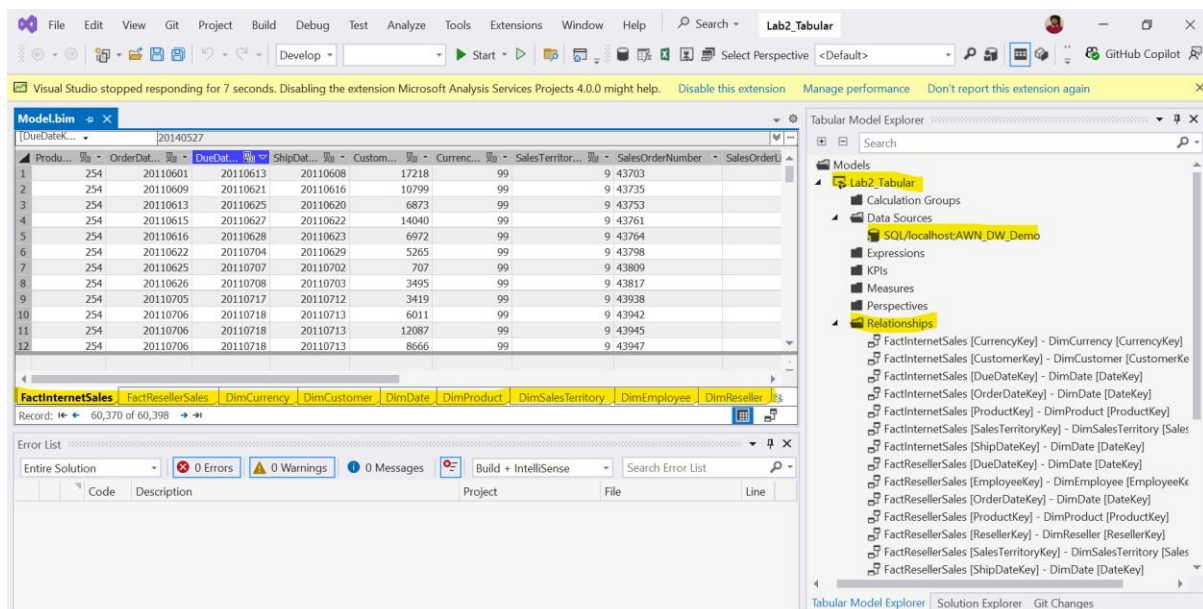 File Edit View Git Project Build Debug Test Analyze Tools Extensions Window Help Search Lab2_Tabular
Develop Start Select Perspective <Default> GitHub Copilot
Visual Studio stopped responding for 7 seconds. Disabling the extension Microsoft Analysis Services Projects 4.0.0 might help. Disable this extension Manage performance Don't report this extension again
Model.bim
[DueDateK... 20140527
Produ... OrderDat... DueDat... ShipDat... Custom... Currenc... SalesTerritor... SalesOrderNumber SalesOrderLi
1 254 20110601 20110613 20110608 17218 99 9 43703
2 254 20110609 20110621 20110616 10799 99 9 43735
3 254 20110613 20110625 20110620 6873 99 9 43753
4 254 20110615 20110627 20110622 14040 99 9 43761
5 254 20110616 20110628 20110623 6972 99 9 43764
6 254 20110622 20110704 20110629 5265 99 9 43798
7 254 20110625 20110707 20110702 707 99 9 43809
8 254 20110626 20110708 20110703 3495 99 9 43817
9 254 20110705 20110717 20110712 3419 99 9 43938
10 254 20110706 20110718 20110713 6011 99 9 43942
11 254 20110706 20110718 20110713 12087 99 9 43945
12 254 20110706 20110718 20110713 8666 99 9 43947
FactInternetSales FactResellerSales DimCurrency DimCustomer DimDate DimProduct DimSalesTerritory DimEmployee DimReseller
Record: 60,370 of 60,398
Error List
Entire Solution 0 Errors 0 Warnings 0 Messages Build + IntelliSense Search Error List
Code Description Project File Line
Tabular Model Explorer
Search
Models
Lab2_Tabular
Calculation Groups
Data Sources
SQL/localhost;AWN_DW_Demo
Expressions
KPIs
Measures
Perspectives
Relationships
FactInternetSales [CurrencyKey] - DimCurrency [CurrencyKey]
FactInternetSales [CustomerKey] - DimCustomer [CustomerKe
FactInternetSales [DueDateKey] - DimDate [DateKey]
FactInternetSales [OrderDateKey] - DimDate [DateKey]
FactInternetSales [ProductKey] - DimProduct [ProductKey]
FactInternetSales [SalesTerritoryKey] - DimSalesTerritory [Sales
FactInternetSales [ShipDateKey] - DimDate [DateKey]
FactResellerSales [DueDateKey] - DimDate [DateKey]
FactResellerSales [EmployeeKey] - DimEmployee [EmployeeKe
FactResellerSales [OrderDateKey] - DimDate [DateKey]
FactResellerSales [ProductKey] - DimProduct [ProductKey]
FactResellerSales [ResellerKey] - DimReseller [ResellerKey]
FactResellerSales [SalesTerritoryKey] - DimSalesTerritory [Sales
FactResellerSales [ShipDateKey] - DimDate [DateKey]
Tabular Model Explorer Solution Explorer Git Changes